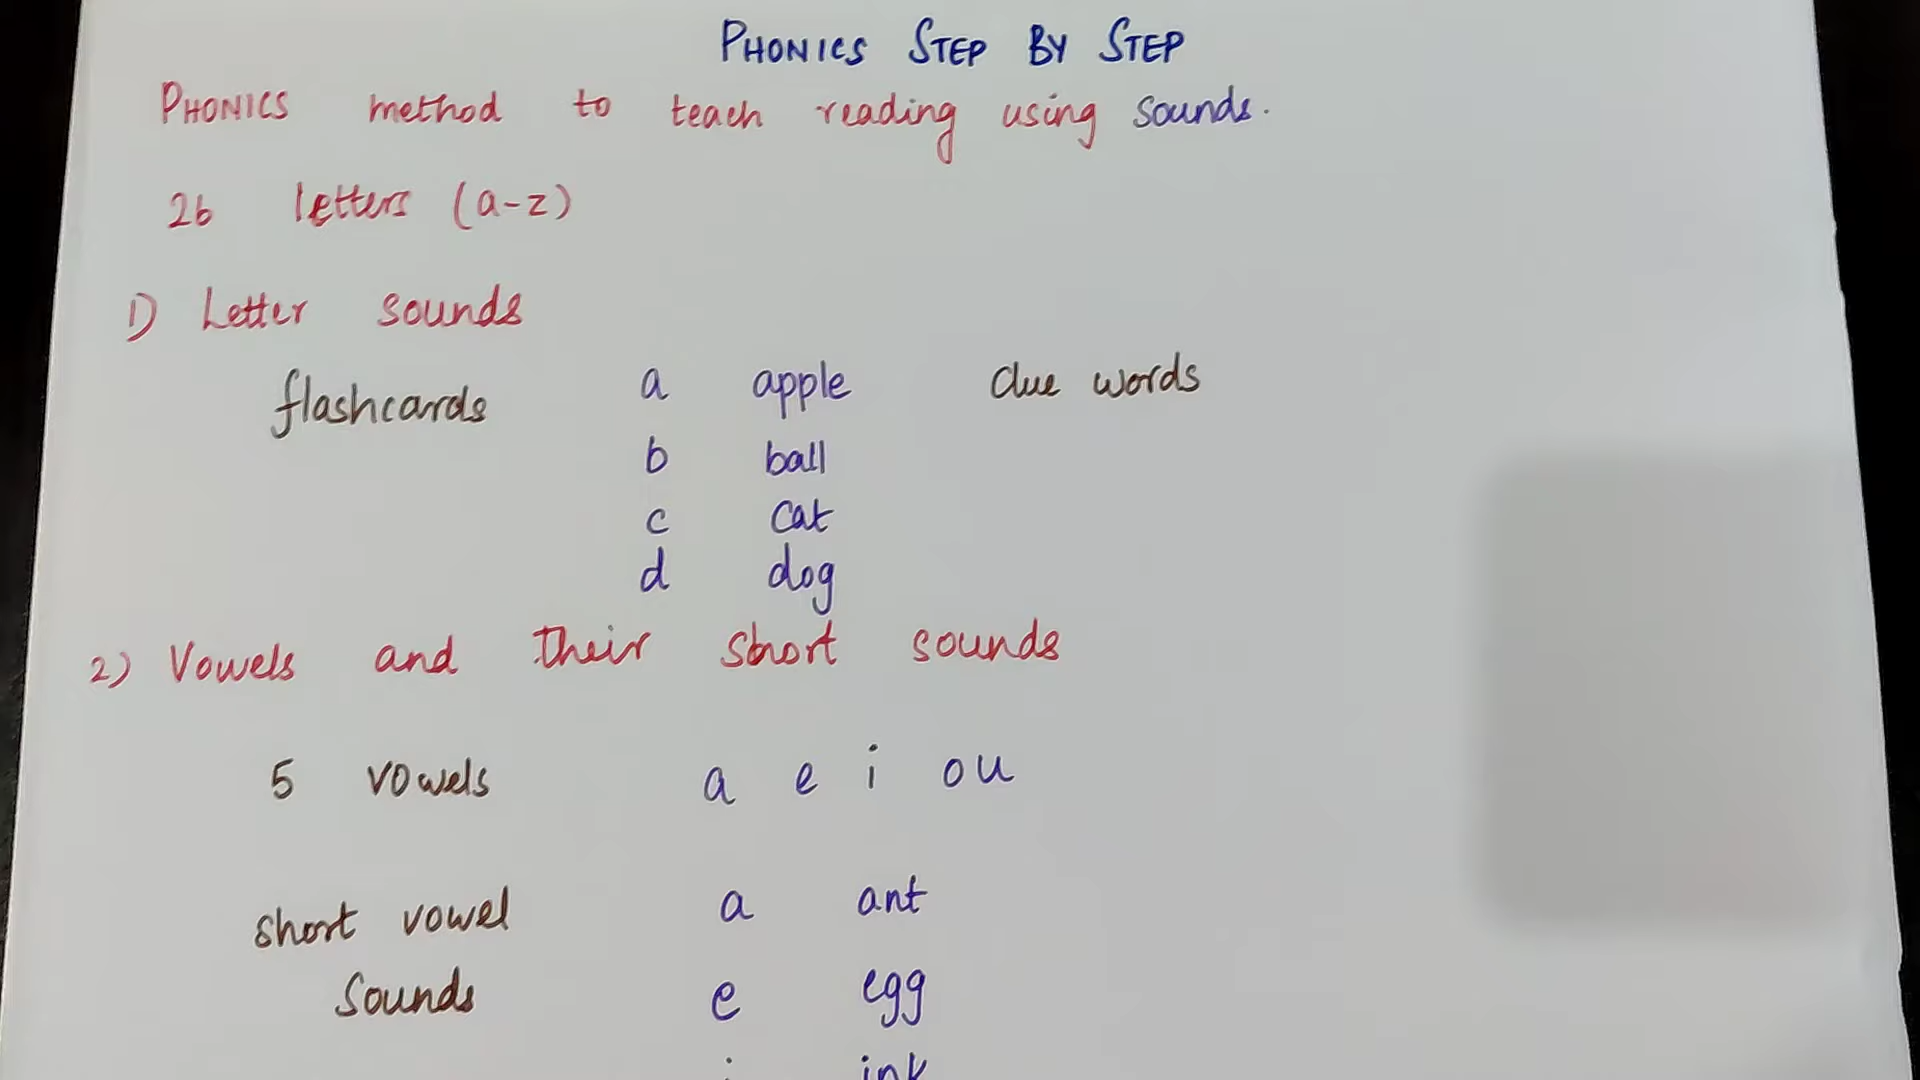 PHONICS STEP BY STEP
PHONICS method to teach reading using sounds.
26 letters (a-z)
1) Letter sounds
flashcards a apple clue words
b ball
c cat
d dog
2) Vowels and their short sounds
5 vowels a e i o u
short vowel a ant
sounds e egg
i ink